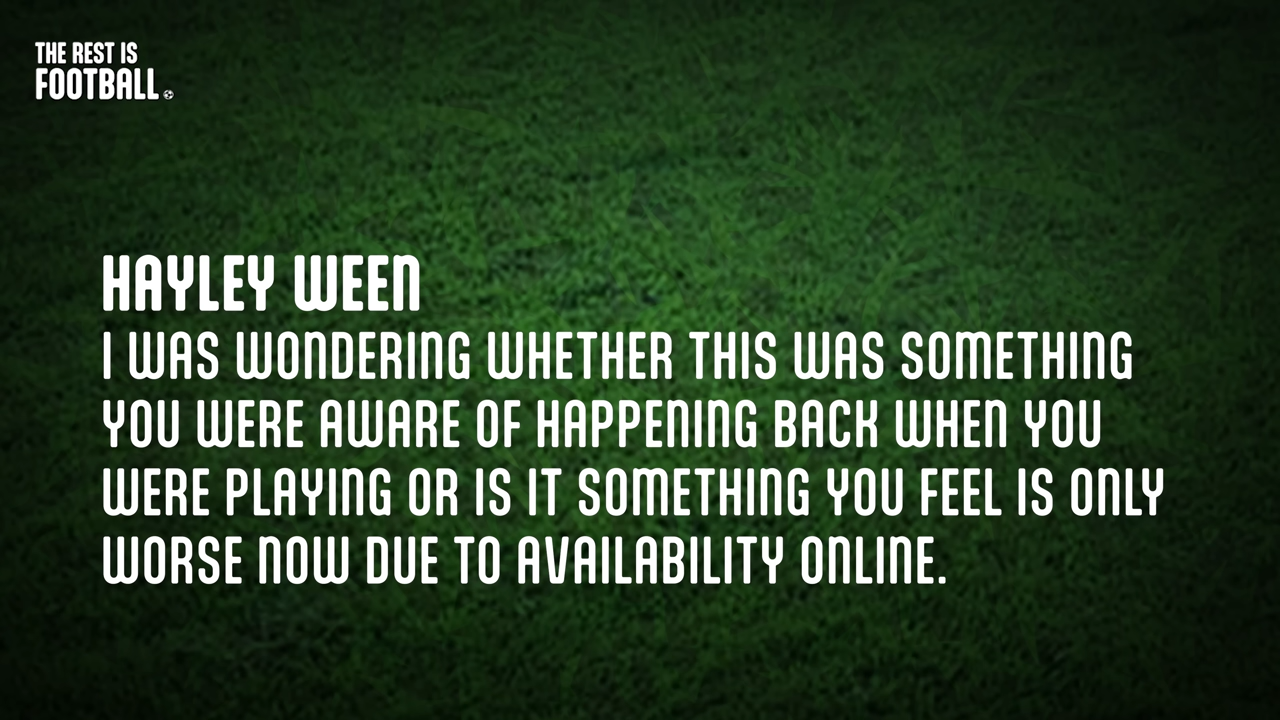 THE REST IS
FOOTBALL
HAYLEY WEEN
I WAS WONDERING WHETHER THIS WAS SOMETHING
YOU WERE AWARE OF HAPPENING BACK WHEN YOU
WERE PLAYING OR IS IT SOMETHING YOU FEEL IS ONLY
WORSE NOW DUE TO AVAILABILITY ONLINE.